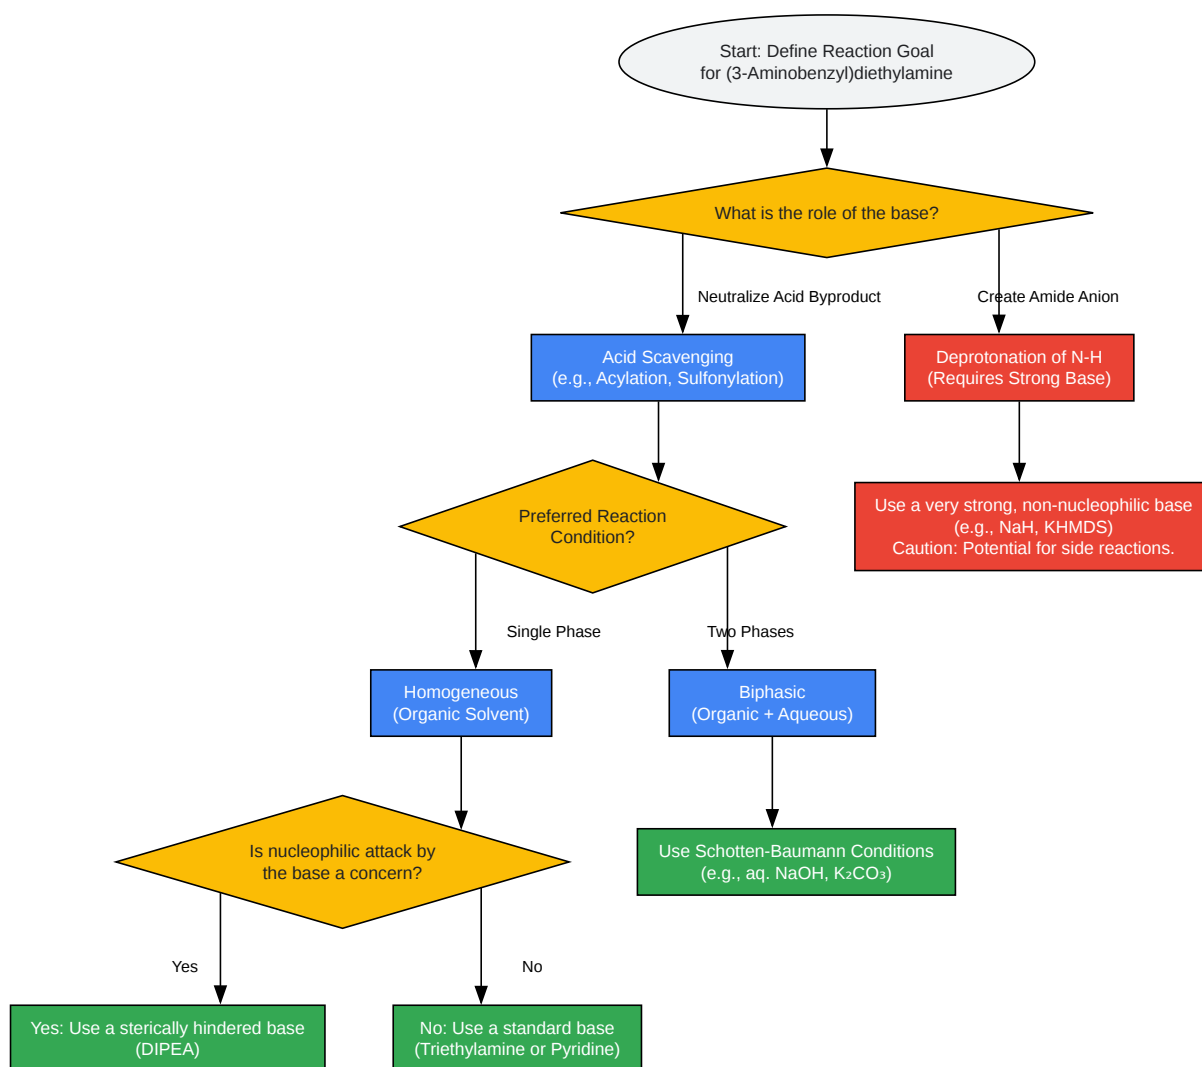 Start: Define Reaction Goal
for (3-Aminobenzyl)diethylamine
What is the role of the base?
Neutralize Acid Byproduct
Create Amide Anion
Acid Scavenging
(e.g., Acylation, Sulfonylation)
Deprotonation of N-H
(Requires Strong Base)
Preferred Reaction
Condition?
Use a very strong, non-nucleophilic base
(e.g., NaH, KHMDS)
Caution: Potential for side reactions.
Single Phase
Two Phases
Homogeneous
(Organic Solvent)
Biphasic
(Organic + Aqueous)
Is nucleophilic attack by
the base a concern?
Use Schotten-Baumann Conditions
(e.g., aq. NaOH, K₂CO₃)
Yes
No
Yes: Use a sterically hindered base
(DIPEA)
No: Use a standard base
(Triethylamine or Pyridine)